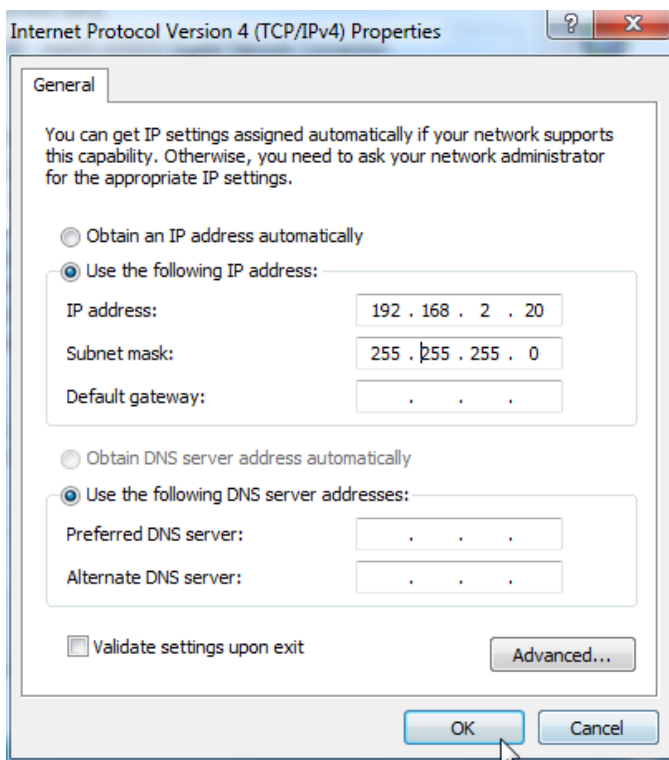 Internet Protocol Version 4 (TCP/IPv4) Properties
General
You can get IP settings assigned automatically if your network supports
this capability. Otherwise, you need to ask your network administrator
for the appropriate IP settings.
Obtain an IP address automatically
Use the following IP address:
IP address: 192 . 168 . 2 . 20
Subnet mask: 255 . 255 . 255 . 0
Default gateway: . . .
Obtain DNS server address automatically
Use the following DNS server addresses:
Preferred DNS server: . . .
Alternate DNS server: . . .
Validate settings upon exit
Advanced...
OK Cancel